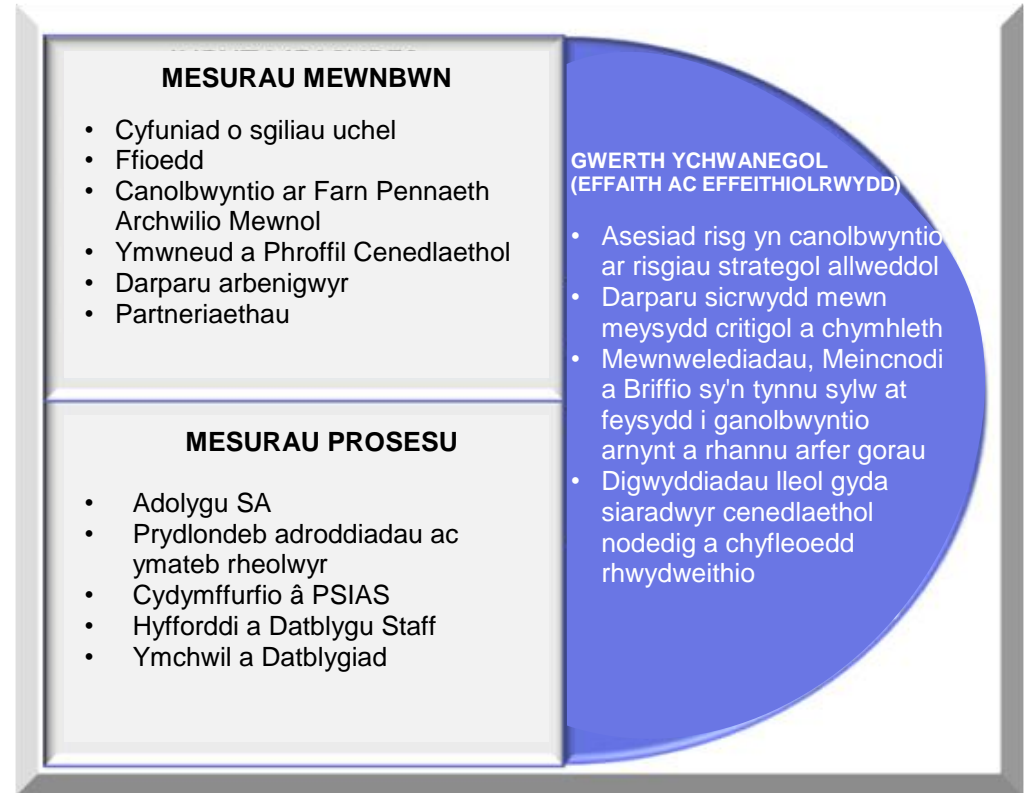 MESURAU MEWNBWN
• Cyfuniad o sgiliau uchel
• Ffioedd
• Canolbwyntio ar Farn Pennaeth
Archwilio Mewnol
• Ymwneud a Phroffil Cenedlaethol
• Darparu arbenigwyr
• Partneriaethau
MESURAU PROSESU
• Adolygu SA
• Prydlondeb adroddiadau ac
ymateb rheolwyr
• Cydymffurfio â PSIAS
• Hyfforddi a Datblygu Staff
• Ymchwil a Datblygiad
GWERTH YCHWANEGOL
(EFFAITH AC EFFEITHIOLRWYDD)
• Asesiad risg yn canolbwyntio
ar risgiau strategol allweddol
• Darparu sicrwydd mewn
meysydd critigol a chymhleth
• Mewnwelediadau, Meincnodi
a Briffio sy'n tynnu sylw at
feysydd i ganolbwyntio
arnynt a rhannu arfer gorau
• Digwyddiadau lleol gyda
siaradwyr cenedlaethol
nodedig a chyfleoedd
rhwydweithio